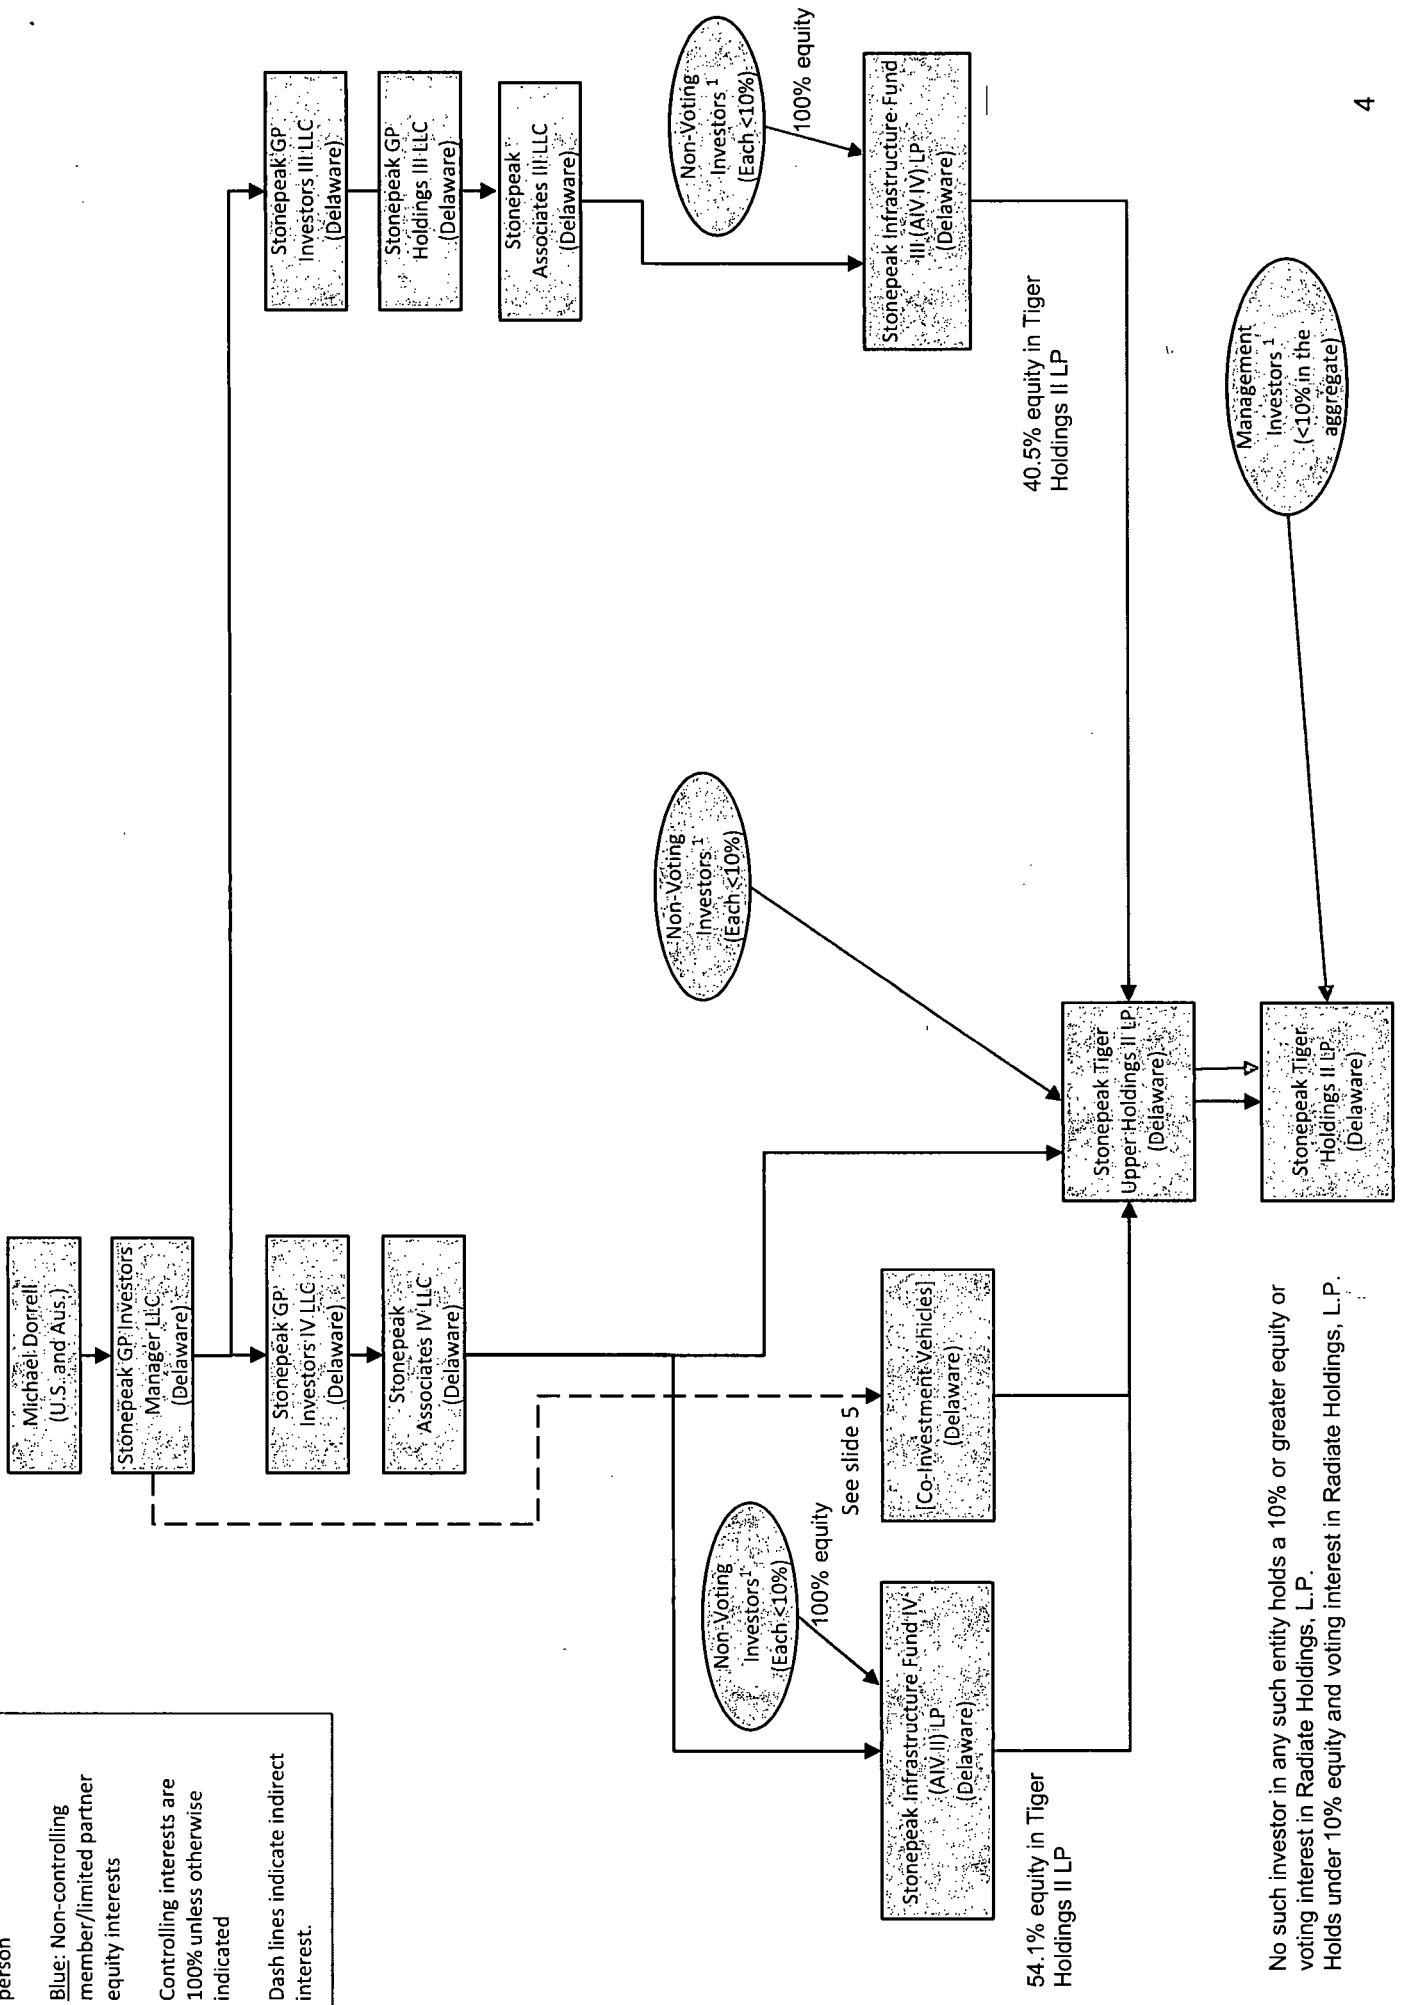 person
Blue: Non-controlling
member/limited partner
equity interests
Controlling interests are
100% unless otherwise
indicated
Dash lines indicate indirect
interest.
Michael Dorrell
(U.S. and Aus.)
Stonepeak GP Investors
Manager LLC
(Delaware)
Stonepeak GP
Investors IV LLC
(Delaware)
Stonepeak
Associates IV LLC
(Delaware)
Stonepeak GP
Investors III LLC
(Delaware)
Stonepeak GP
Holdings III LLC
(Delaware)
Stonepeak
Associates III LLC
(Delaware)
Non-Voting
Investors¹
(Each <10%)
100% equity
See slide 5
Non-Voting
Investors¹
(Each <10%)
Non-Voting
Investors¹
(Each <10%)
100% equity
Stonepeak Infrastructure Fund IV
(AIV II) LP
(Delaware)
[Co-Investment Vehicles]
(Delaware)
Stonepeak Infrastructure Fund
III (AIV IV) LP
(Delaware)
54.1% equity in Tiger
Holdings II LP
40.5% equity in Tiger
Holdings II LP
Stonepeak Tiger
Upper Holdings II LP
(Delaware)
Management
Investors¹
(<10% in the
aggregate)
Stonepeak Tiger
Holdings II LP
(Delaware)
No such investor in any such entity holds a 10% or greater equity or
voting interest in Radiate Holdings, L.P.
Holds under 10% equity and voting interest in Radiate Holdings, L.P.
4